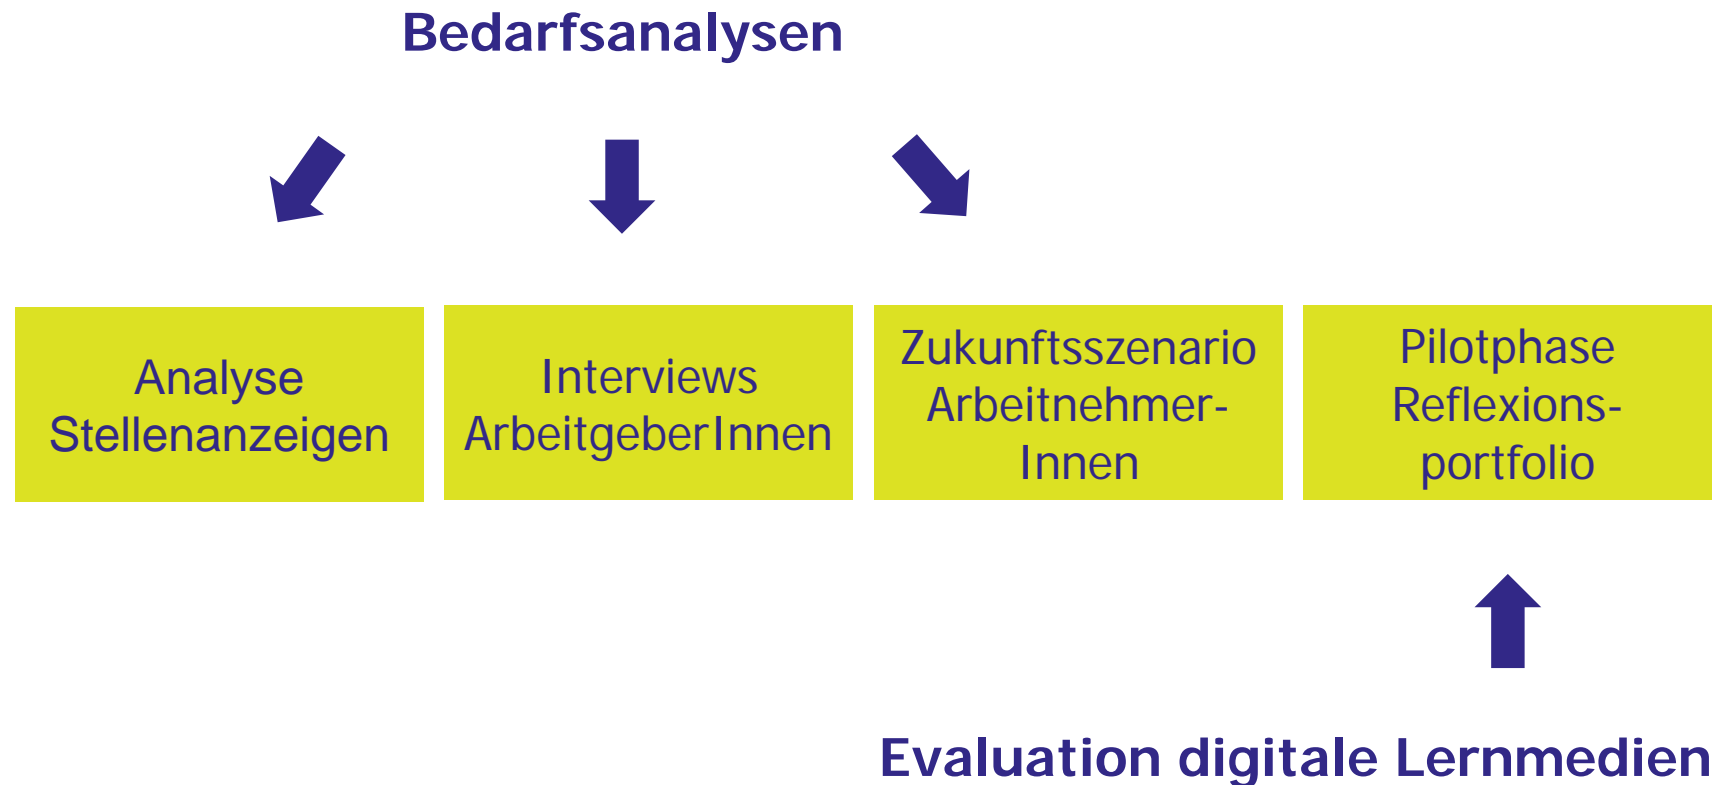 Bedarfsanalysen
Analyse
Stellenanzeigen
Interviews
ArbeitgeberInnen
Zukunftsszenario
Arbeitnehmer-
Innen
Pilotphase
Reflexions-
portfolio
Evaluation digitale Lernmedien